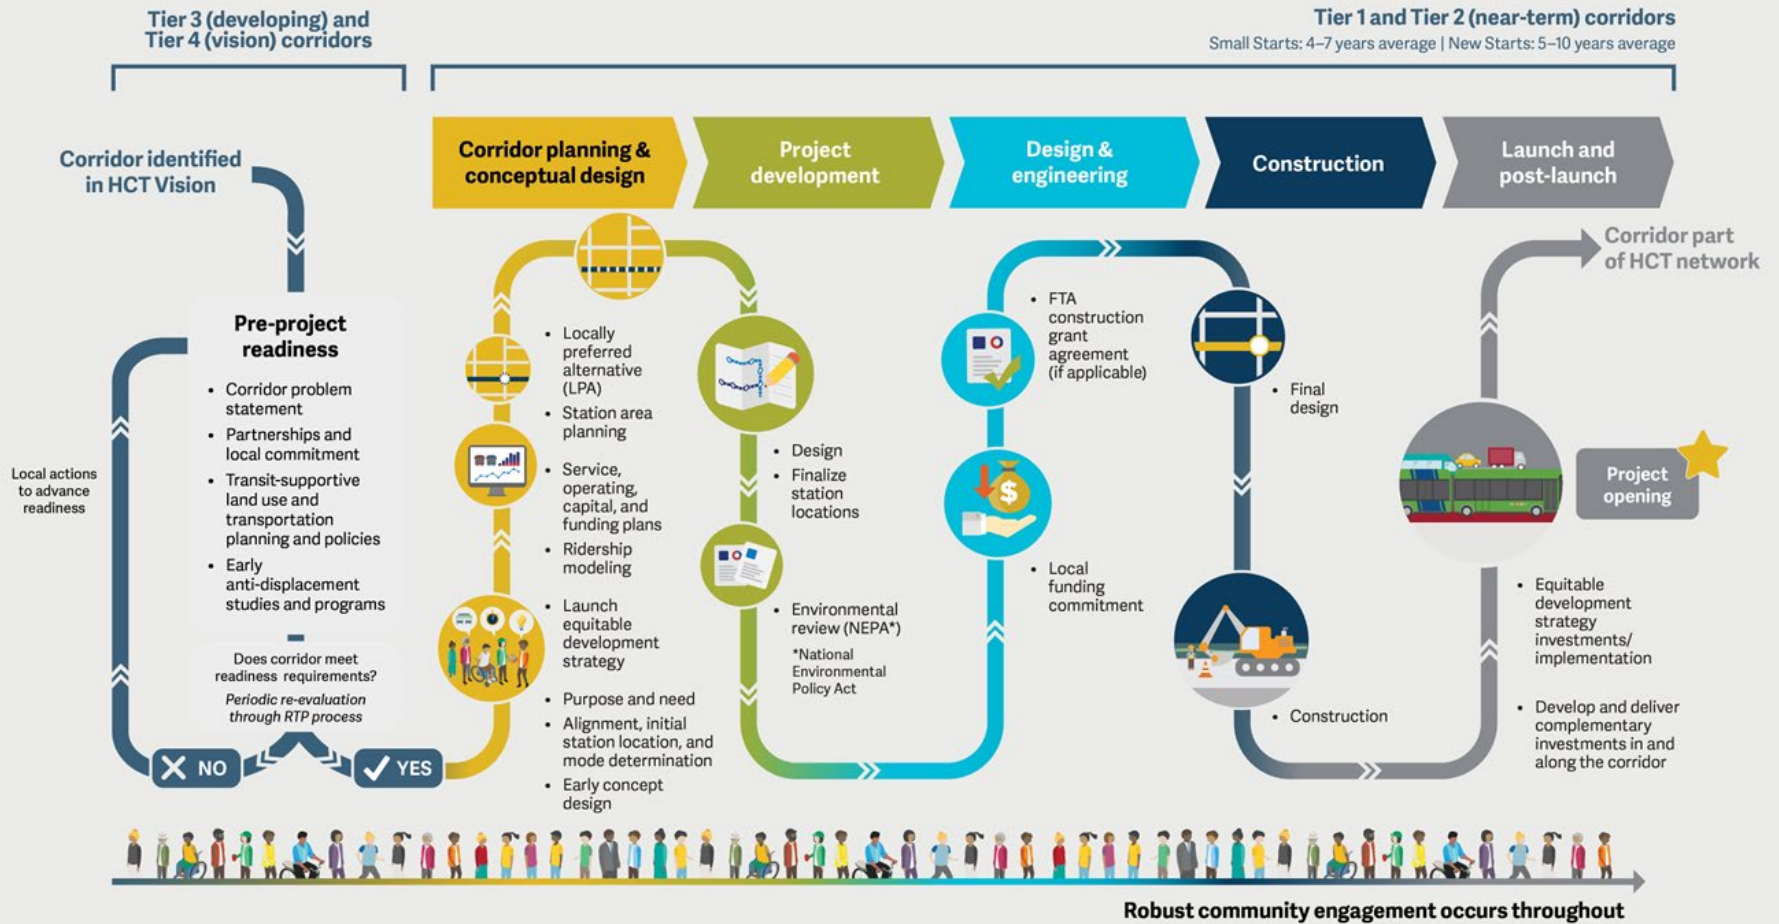 Tier 3 (developing) and
Tier 4 (vision) corridors
Tier 1 and Tier 2 (near-term) corridors
Small Starts: 4–7 years average | New Starts: 5–10 years average
Corridor identified
in HCT Vision
Corridor planning &
conceptual design
Project
development
Design &
engineering
Construction
Launch and
post-launch
Pre-project
readiness
• Corridor problem
statement
• Partnerships and
local commitment
• Transit-supportive
land use and
transportation
planning and policies
• Early
anti-displacement
studies and programs
Does corridor meet
readiness requirements?
Periodic re-evaluation
through RTP process
Local actions
to advance
readiness
NO
YES
• Locally
preferred
alternative
(LPA)
• Station area
planning
• Service,
operating,
capital, and
funding plans
• Ridership
modeling
• Launch
equitable
development
strategy
• Purpose and need
• Alignment, initial
station location, and
mode determination
• Early concept
design
• Design
• Finalize
station
locations
• Environmental
review (NEPA*)
*National
Environmental
Policy Act
• FTA
construction
grant
agreement
(if applicable)
$
• Local
funding
commitment
• Final
design
• Construction
Corridor part
of HCT network
Project
opening
• Equitable
development
strategy
investments/
implementation
• Develop and deliver
complementary
investments in and
along the corridor
Robust community engagement occurs throughout